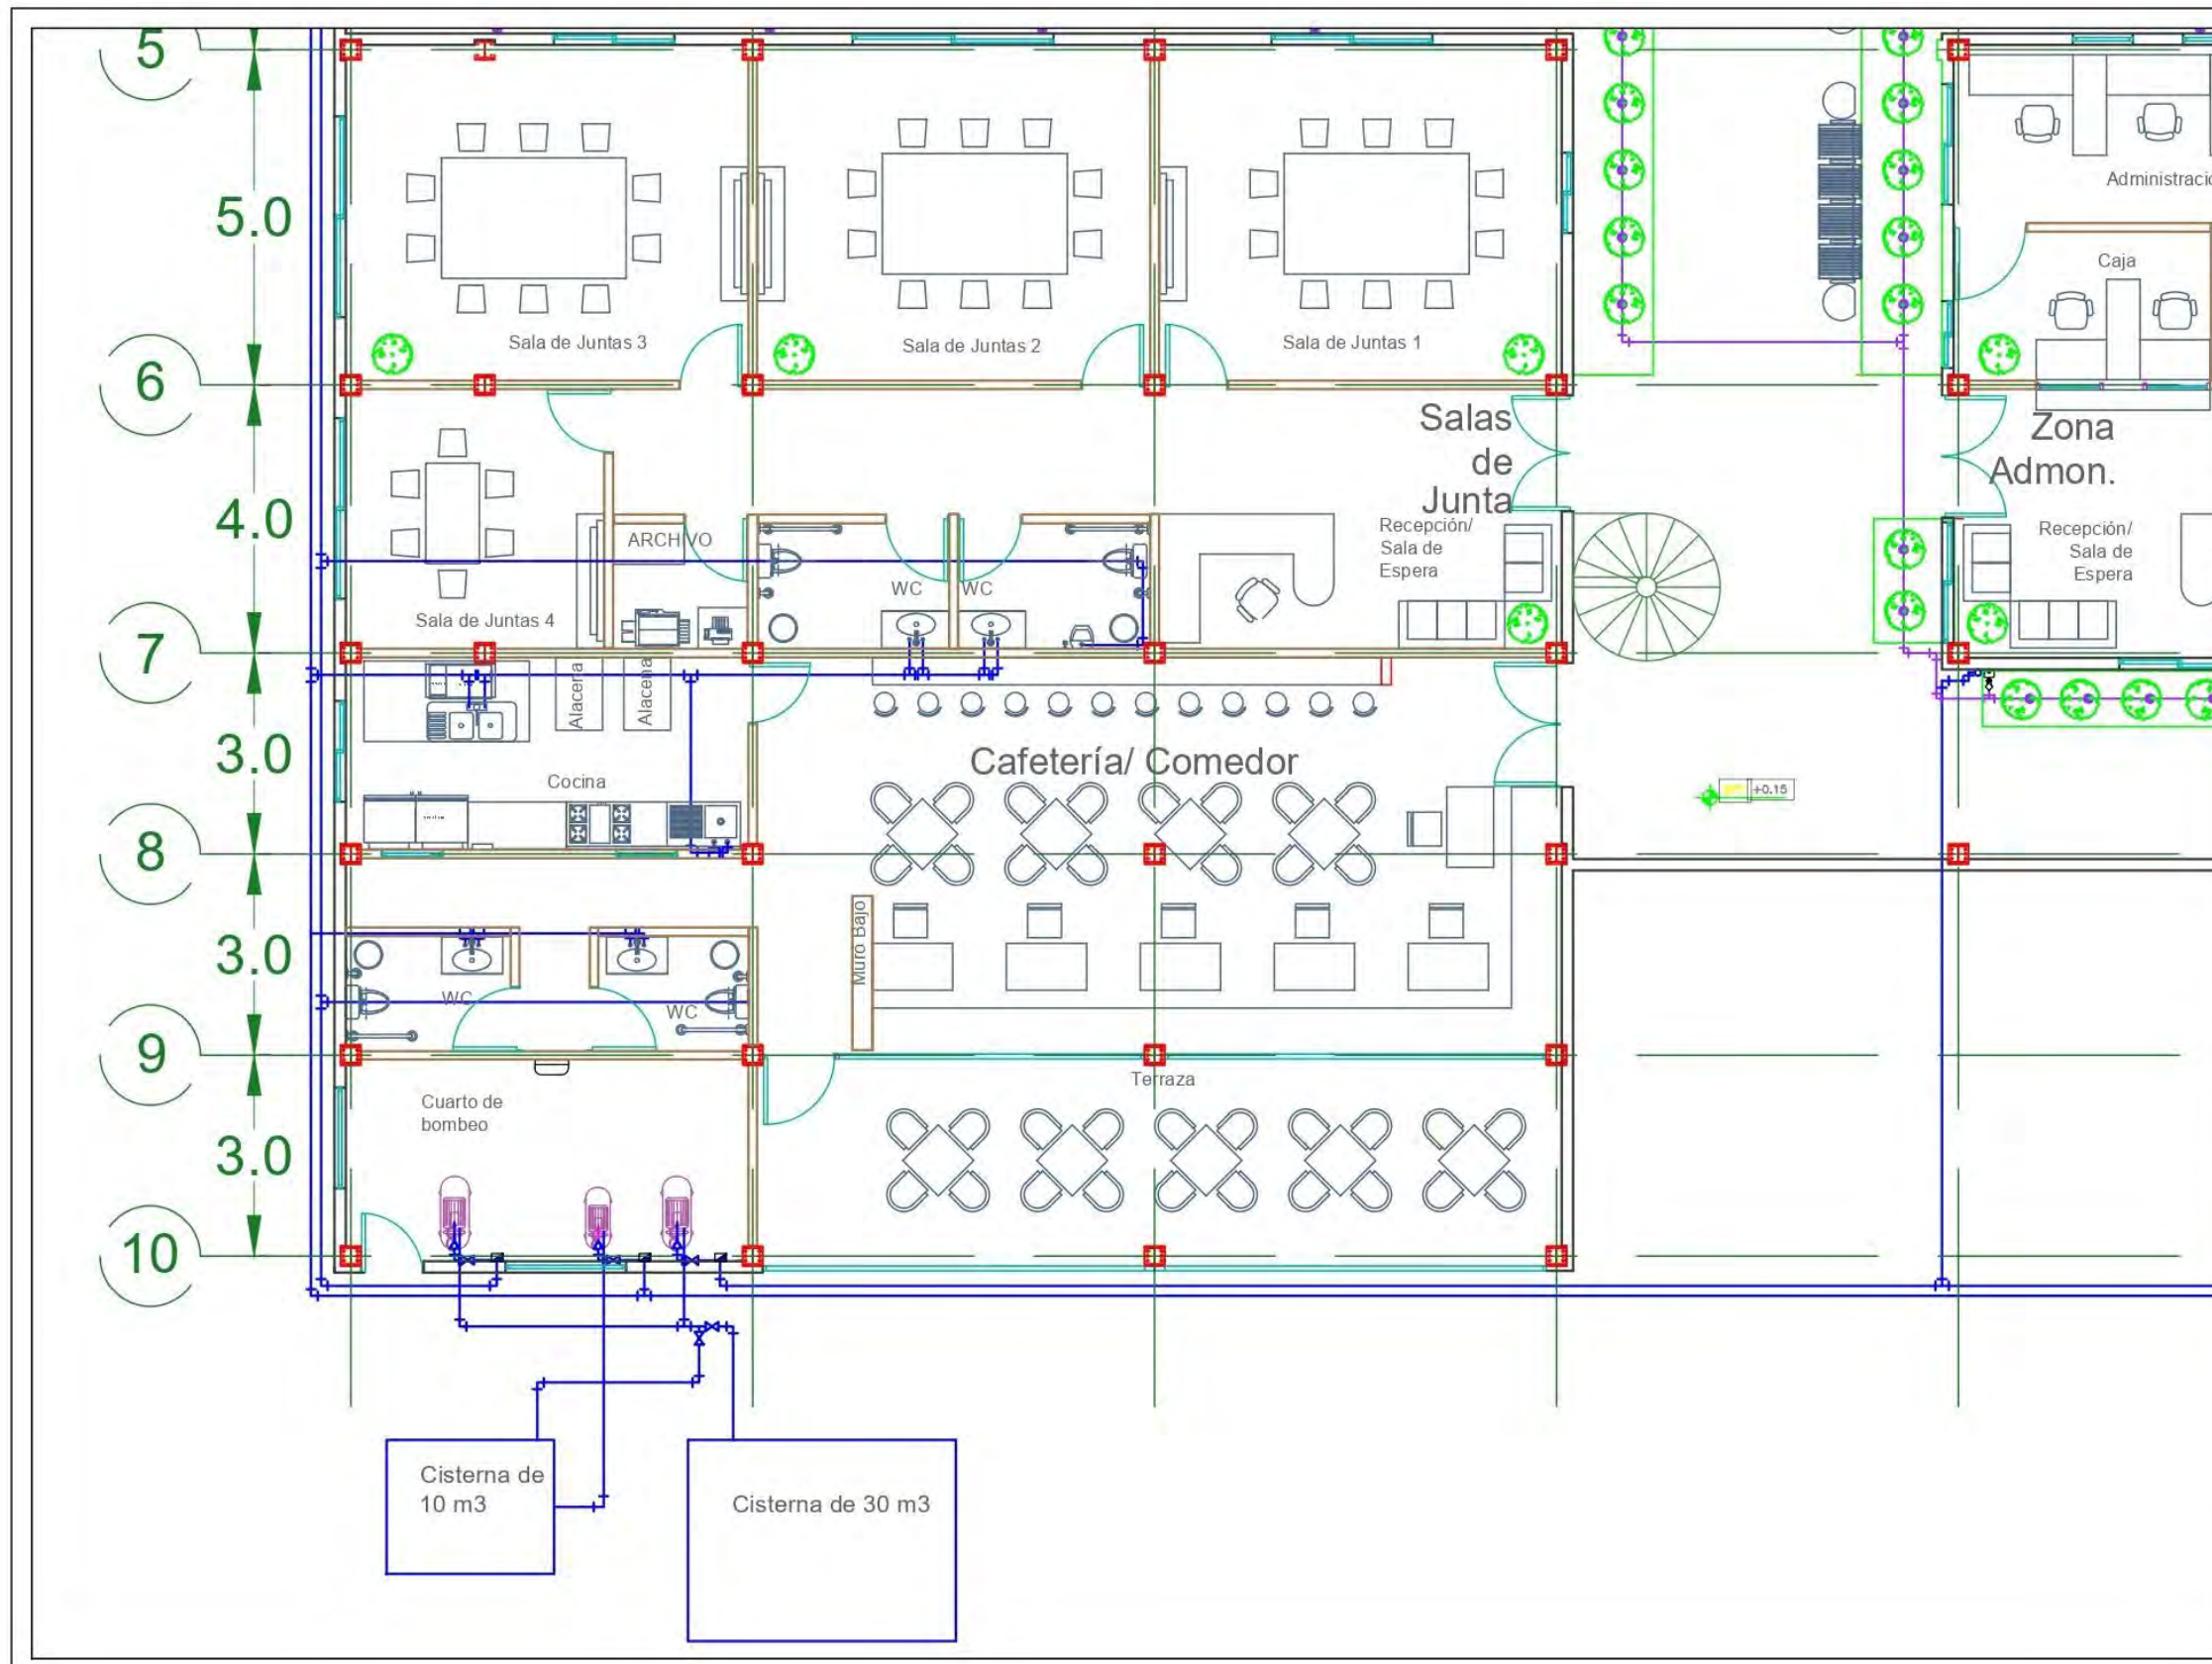 5
5.0
6
4.0
7
3.0
8
3.0
9
3.0
10
Sala de Juntas 3
Sala de Juntas 2
Sala de Juntas 1
Caja
Salas
de
Junta
Zona
Admon.
Recepción/
Sala de
Espera
Recepción/
Sala de
Espera
ARCHIVO
WC
WC
Sala de Juntas 4
Alacena
Alacena
Cocina
Cafetería/ Comedor
+0.15
Muro Bajo
WC
WC
Terraza
Cuarto de
bombeo
Cisterna de
10 m3
Cisterna de 30 m3